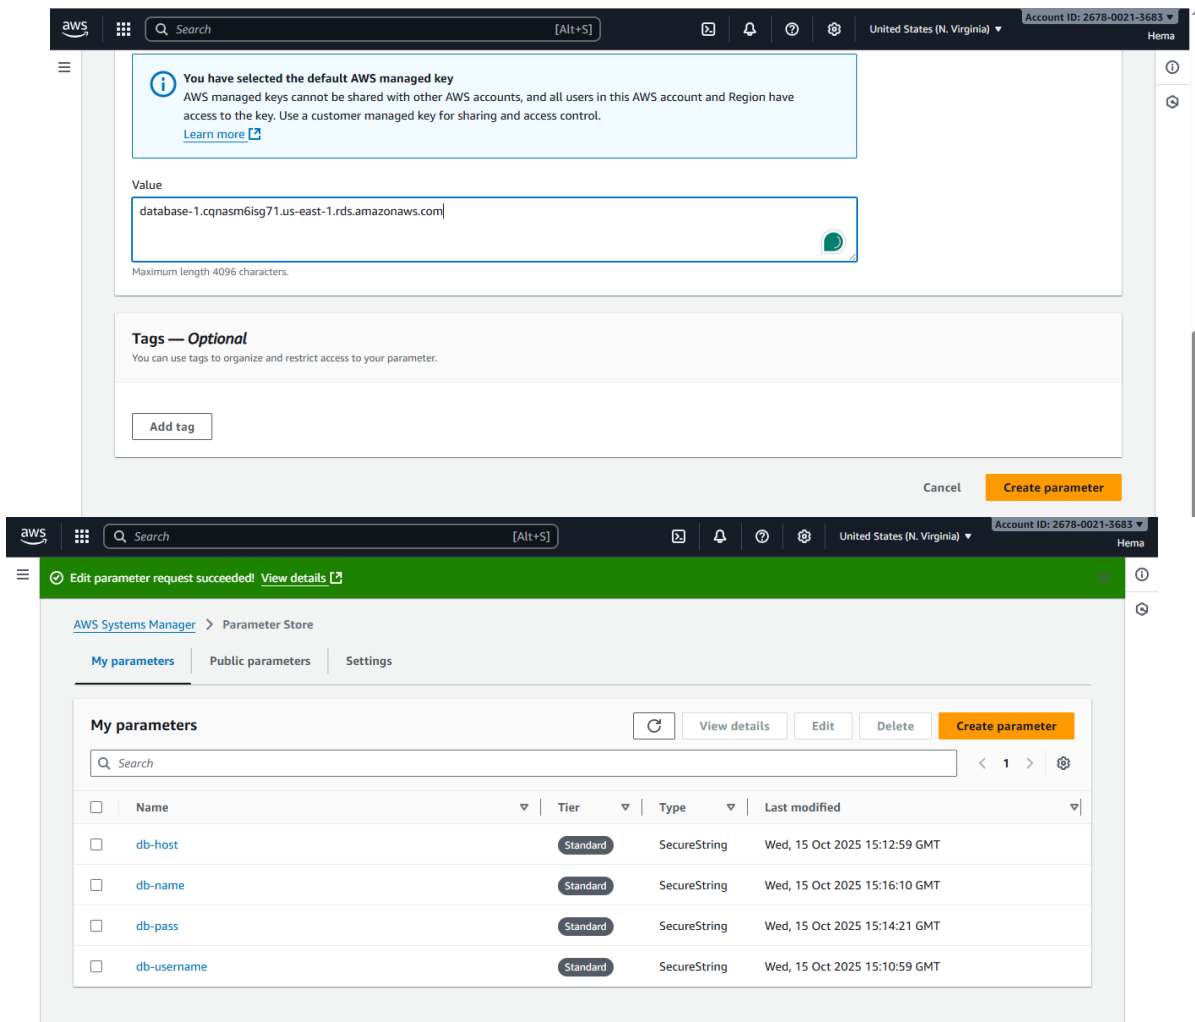 aws
Search
[Alt+S]
United States (N. Virginia) ▼
Account ID: 2678-0021-3683 ▼
Hema
You have selected the default AWS managed key
AWS managed keys cannot be shared with other AWS accounts, and all users in this AWS account and Region have
access to the key. Use a customer managed key for sharing and access control.
Learn more
Value
database-1.cqnasm6isg71.us-east-1.rds.amazonaws.com
Maximum length 4096 characters.
Tags — Optional
You can use tags to organize and restrict access to your parameter.
Add tag
Cancel
Create parameter
aws
Search
[Alt+S]
United States (N. Virginia) ▼
Account ID: 2678-0021-3683 ▼
Hema
Edit parameter request succeeded! View details
AWS Systems Manager > Parameter Store
My parameters
Public parameters
Settings
My parameters
View details
Edit
Delete
Create parameter
Search
1
Name Tier Type Last modified
db-host Standard SecureString Wed, 15 Oct 2025 15:12:59 GMT
db-name Standard SecureString Wed, 15 Oct 2025 15:16:10 GMT
db-pass Standard SecureString Wed, 15 Oct 2025 15:14:21 GMT
db-username Standard SecureString Wed, 15 Oct 2025 15:10:59 GMT